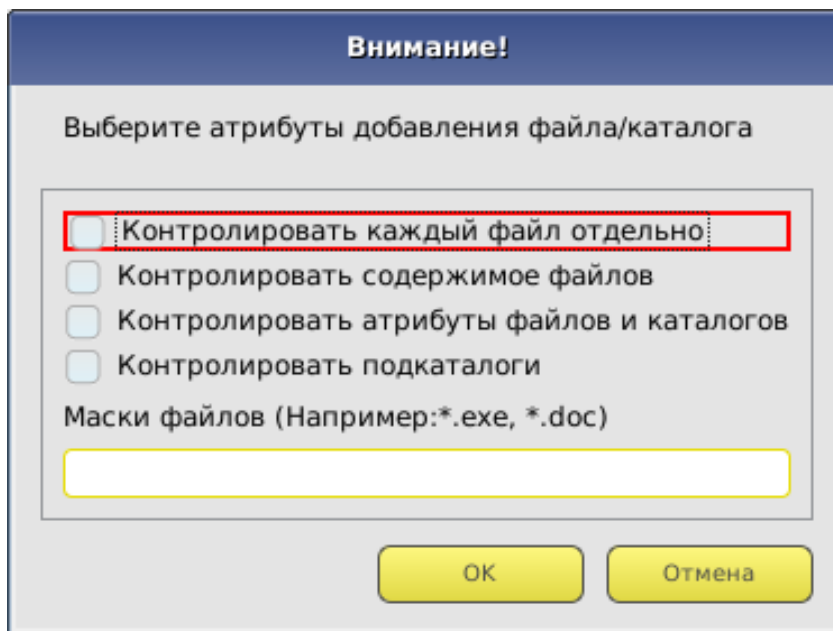 Внимание!
Выберите атрибуты добавления файла/каталога
Контролировать каждый файл отдельно
Контролировать содержимое файлов
Контролировать атрибуты файлов и каталогов
Контролировать подкаталоги
Маски файлов (Например:*.exe, *.doc)
OK Отмена